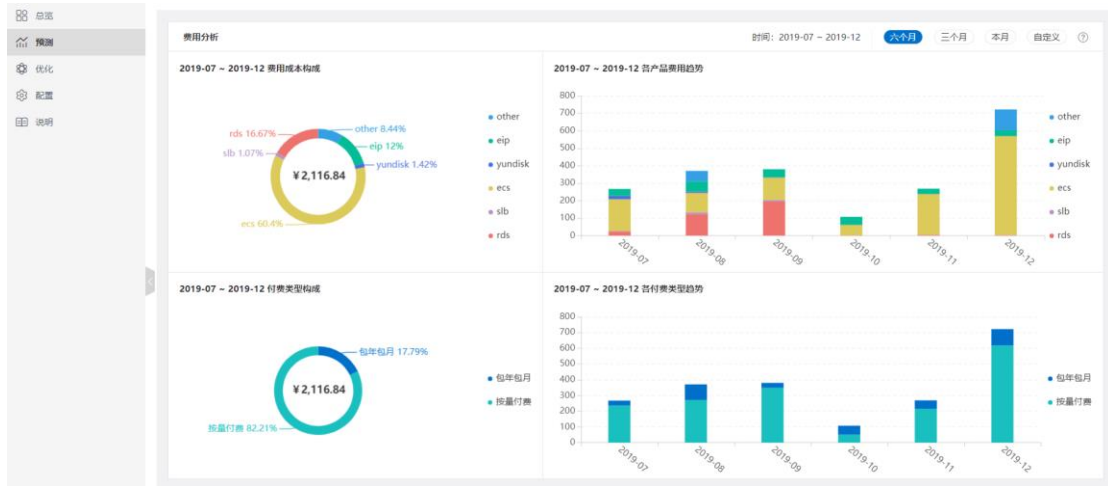 总览
预测
优化
配置
说明
费用分析
时间：2019-07 ~ 2019-12
六个月
三个月
本月
自定义
?
2019-07 ~ 2019-12 费用成本构成
other 8.44%
rds 16.67%
eip 12%
slb 1.07%
yundisk 1.42%
¥2,116.84
ecs 60.4%
other
eip
yundisk
ecs
slb
rds
2019-07 ~ 2019-12 各产品费用趋势
800
700
600
500
400
300
200
100
0
2019-07
2019-08
2019-09
2019-10
2019-11
2019-12
other
eip
yundisk
ecs
slb
rds
2019-07 ~ 2019-12 付费类型构成
包年包月 17.79%
¥2,116.84
按量付费 82.21%
包年包月
按量付费
2019-07 ~ 2019-12 各付费类型趋势
800
700
600
500
400
300
200
100
0
2019-07
2019-08
2019-09
2019-10
2019-11
2019-12
包年包月
按量付费